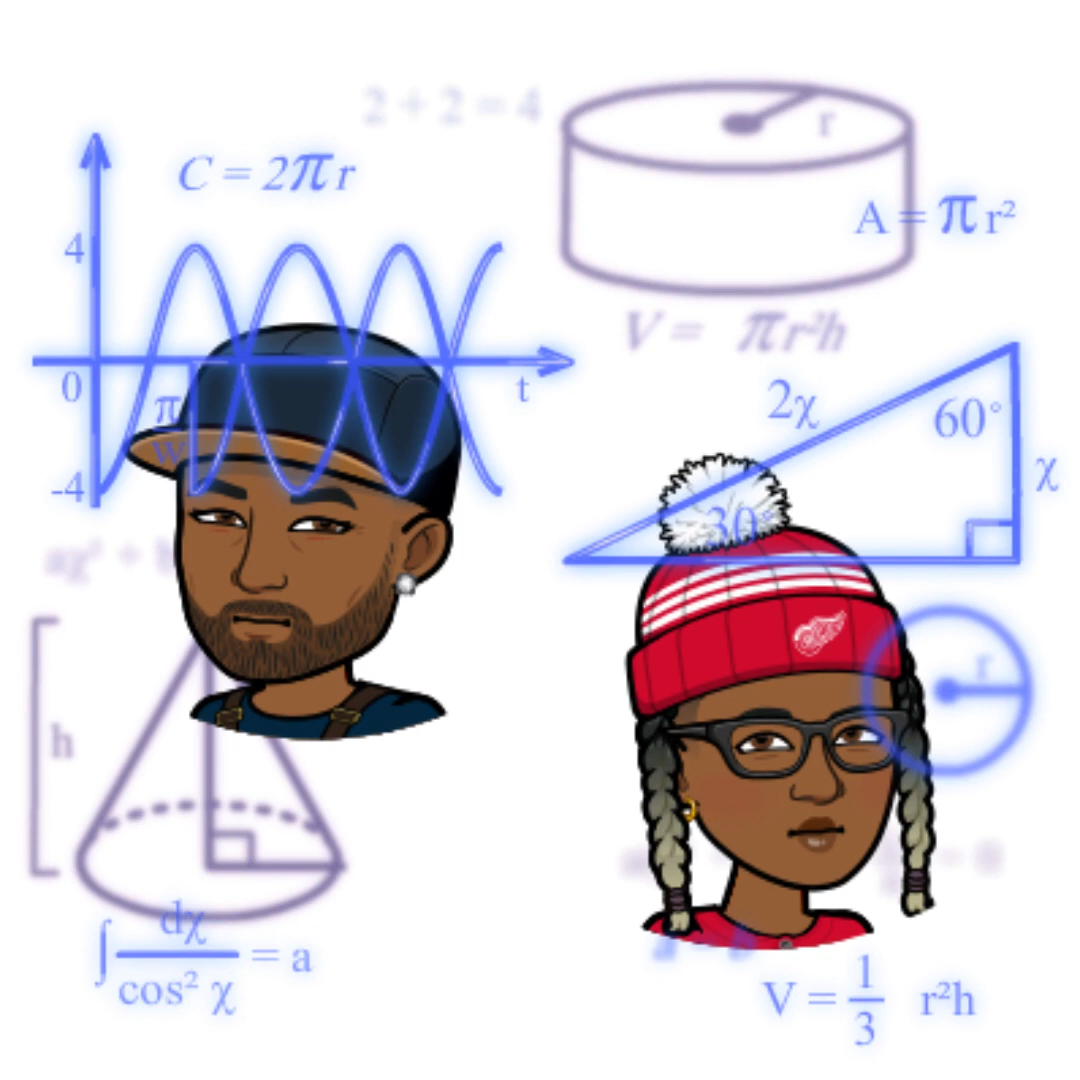 2 + 2 = 4
r
C = 2πr
A = πr²
4
V = πr²h
0
t
π
w
2χ
60°
χ
-4
30°
r
h
∫ dχ / cos² χ = a
V = 1/3 r²h